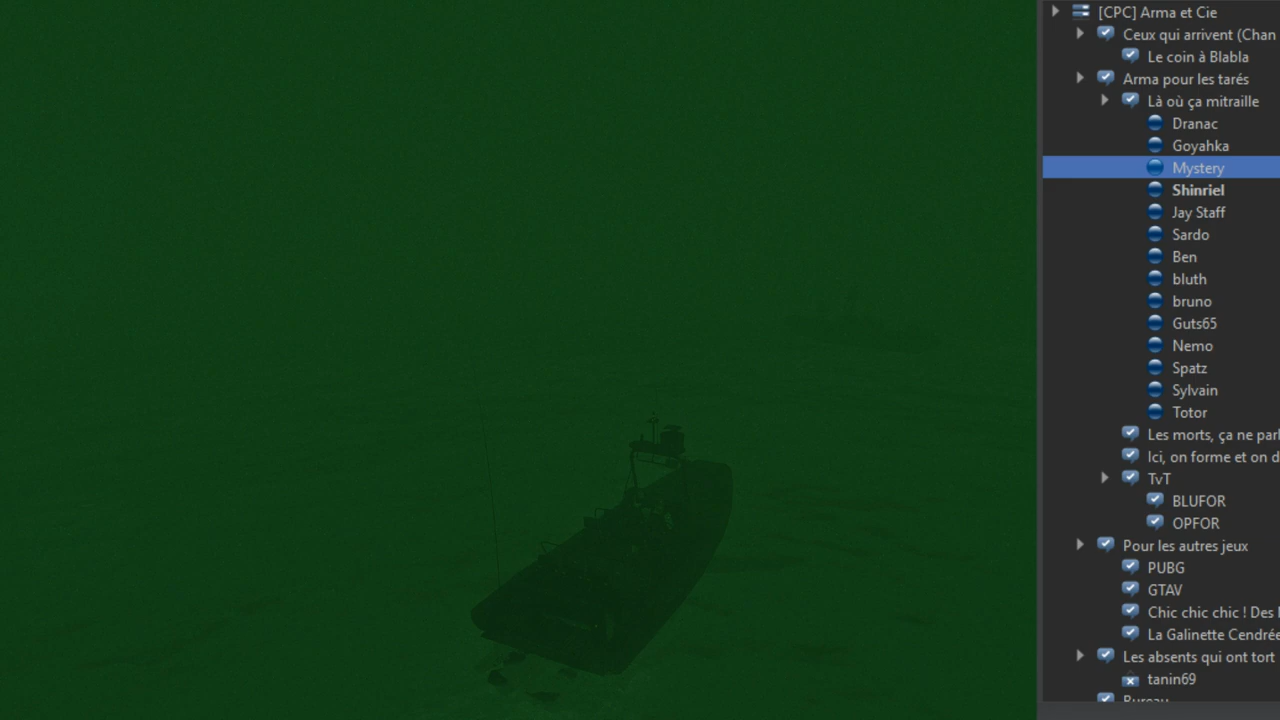 [CPC] Arma et Cie
Ceux qui arrivent (Chan
Le coin à Blabla
Arma pour les tarés
Là où ça mitraille
Dranac
Goyahka
Mystery
Shinriel
Jay Staff
Sardo
Ben
bluth
bruno
Guts65
Nemo
Spatz
Sylvain
Totor
Les morts, ça ne parl
Ici, on forme et on d
TvT
BLUFOR
OPFOR
Pour les autres jeux
PUBG
GTAV
Chic chic chic ! Des
La Galinette Cendrée
Les absents qui ont tort
tanin69
Bureau